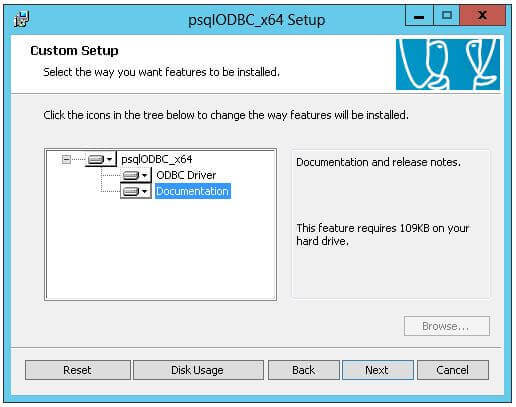 psqlODBC_x64 Setup
Custom Setup
Select the way you want features to be installed.
Click the icons in the tree below to change the way features will be installed.
psqlODBC_x64
ODBC Driver
Documentation
Documentation and release notes.
This feature requires 109KB on your
hard drive.
Browse...
Reset Disk Usage Back Next Cancel